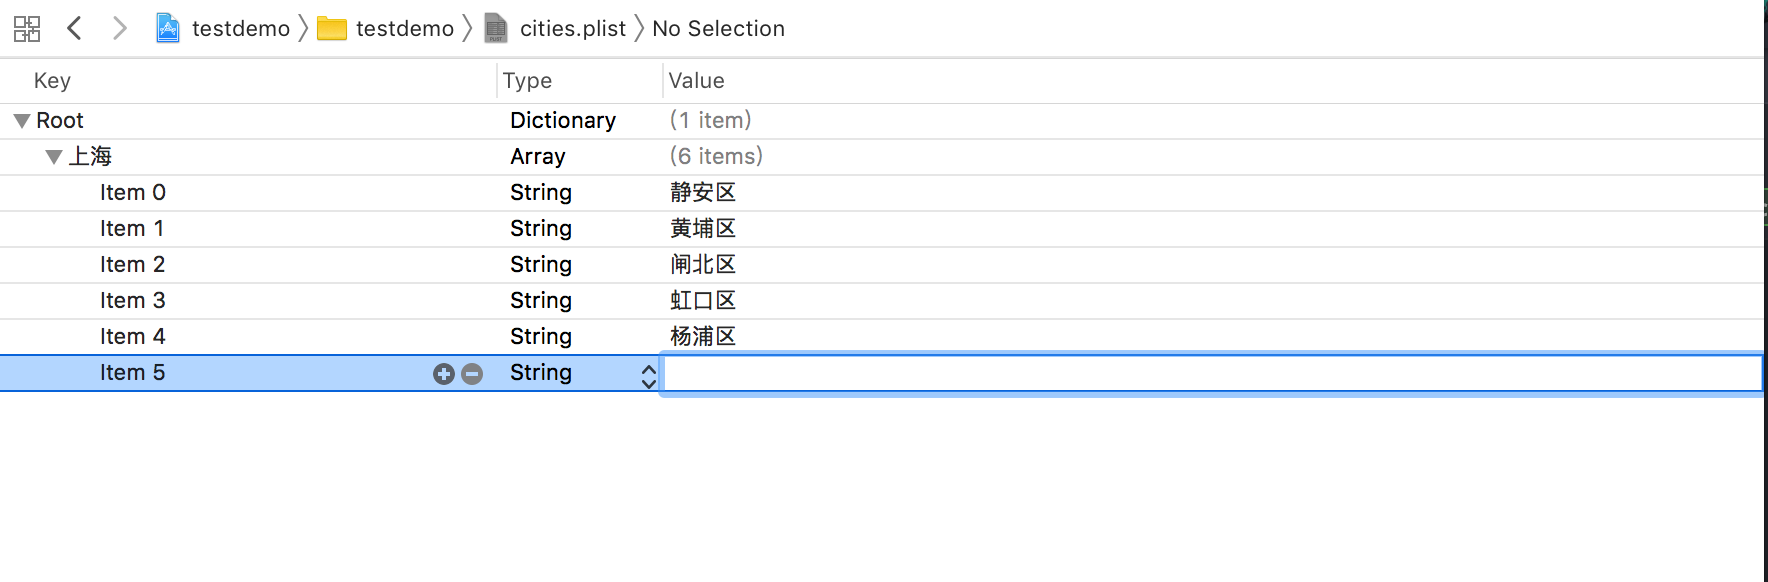 testdemo testdemo cities.plist No Selection
Key Type Value
Root Dictionary (1 item)
上海 Array (6 items)
Item 0 String 静安区
Item 1 String 黄埔区
Item 2 String 闸北区
Item 3 String 虹口区
Item 4 String 杨浦区
Item 5 String